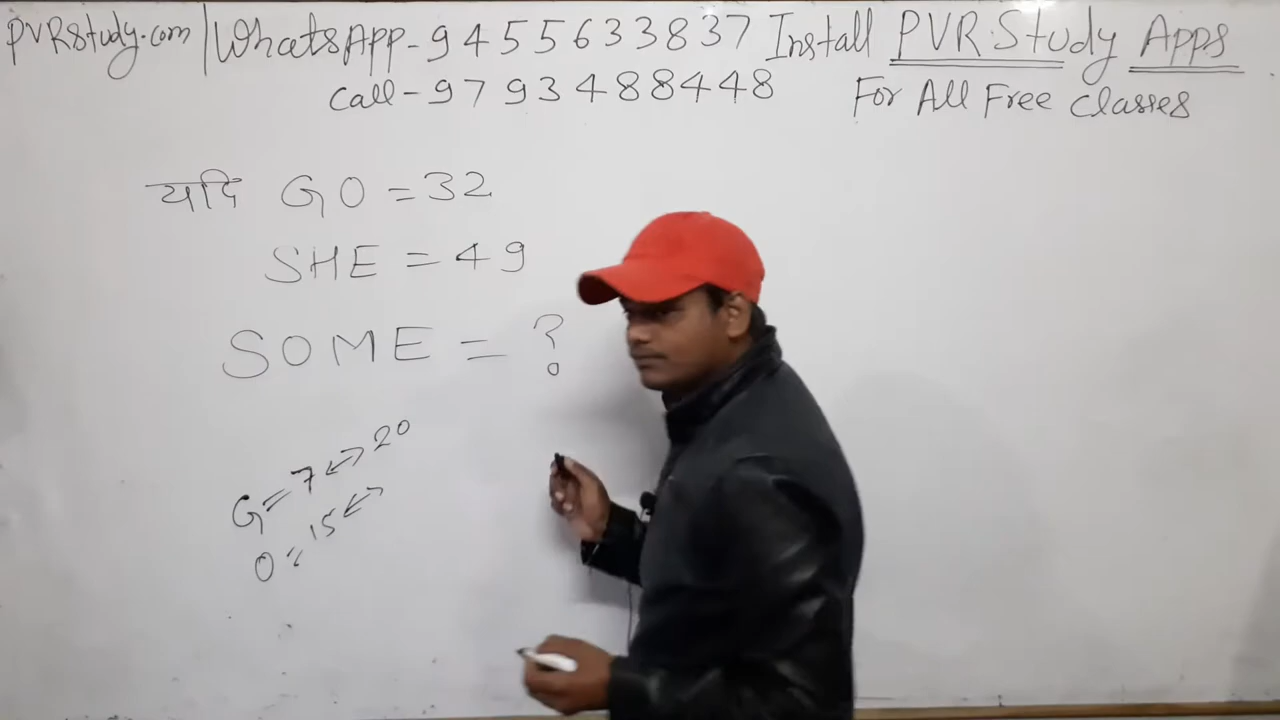 PVRStudy.com | WhatsApp-9455633837 Install PVR Study Apps
Call-9793488448 For All Free Classes
यदि GO = 32
SHE = 49
SOME = ?
G = 7 ↔ 20
O = 15 ↔